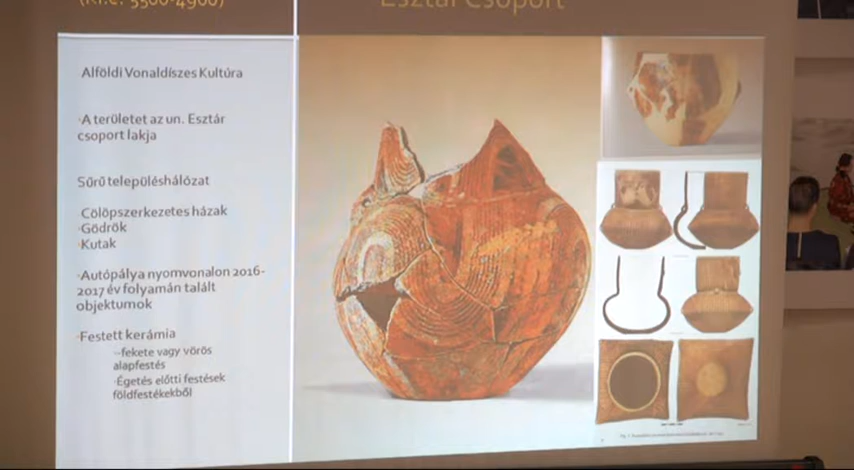 (Kr.e. 5500-4900)
Esztár Csoport
Alföldi Vonaldíszes Kultúra
·A területet az un. Esztár
csoport lakja
Sűrű településhálózat
Cölöpszerkezetes házak
·Gödrök
·Kutak
·Autópálya nyomvonalon 2016-
2017 év folyamán talált
objektumok
·Festett kerámia
–fekete vagy vörös
alapfestés
·Égetés előtti festések
földfestékekből